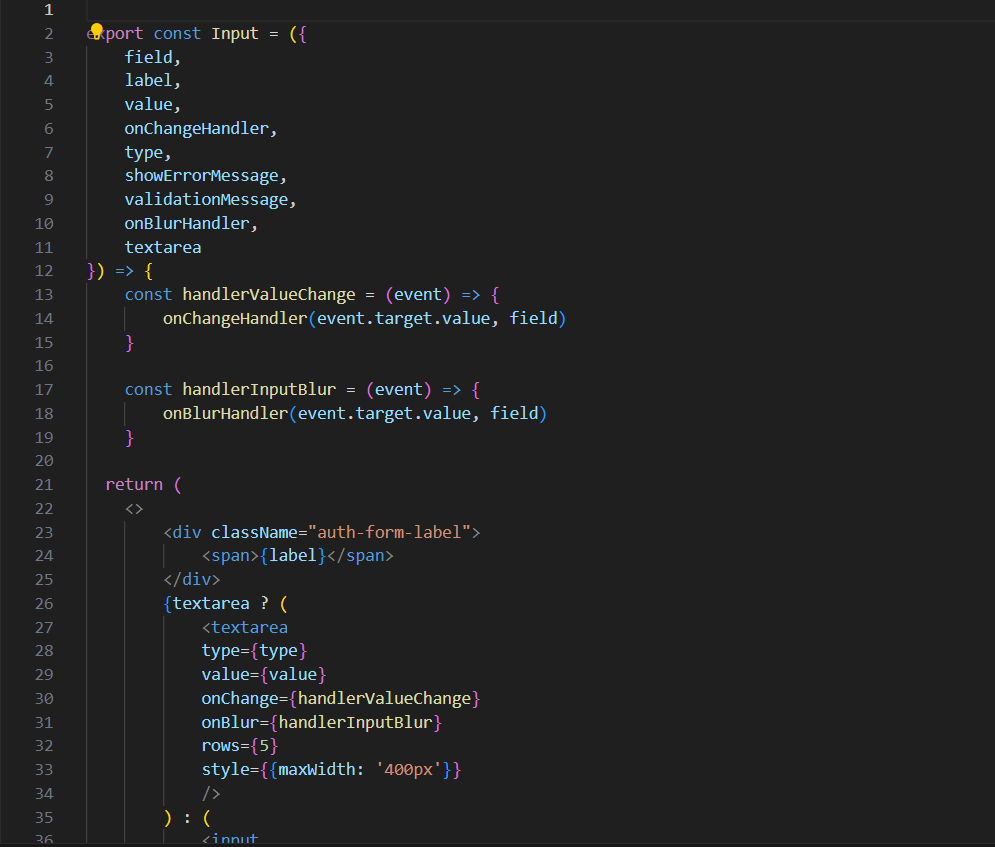 1
2 export const Input = ({
3 field,
4 label,
5 value,
6 onChangeHandler,
7 type,
8 showErrorMessage,
9 validationMessage,
10 onBlurHandler,
11 textarea
12 }) => {
13 const handlerValueChange = (event) => {
14 onChangeHandler(event.target.value, field)
15 }
16
17 const handlerInputBlur = (event) => {
18 onBlurHandler(event.target.value, field)
19 }
20
21 return (
22 <>
23 <div className="auth-form-label">
24 <span>{label}</span>
25 </div>
26 {textarea ? (
27 <textarea
28 type={type}
29 value={value}
30 onChange={handlerValueChange}
31 onBlur={handlerInputBlur}
32 rows={5}
33 style={{maxWidth: '400px'}}
34 />
35 ) : (
36 <input